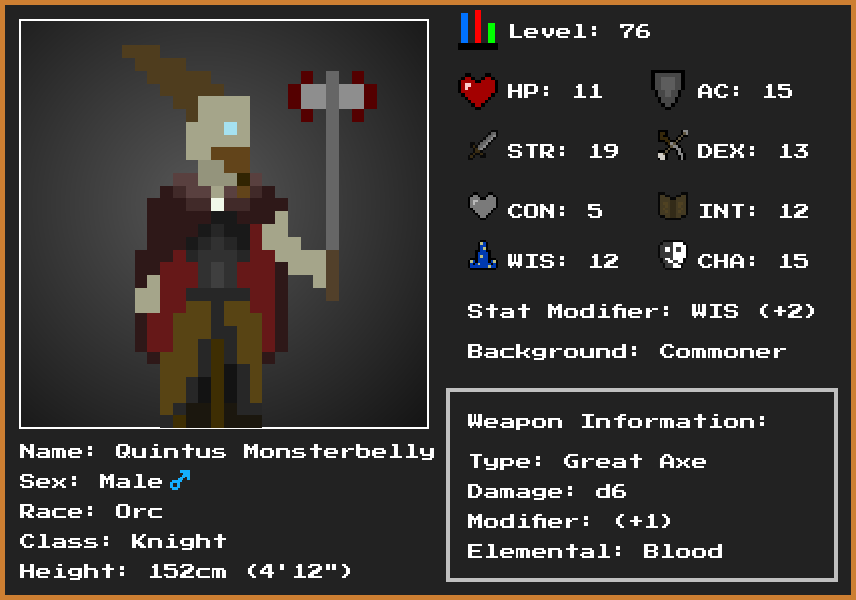 Level: 76
HP: 11 AC: 15
STR: 19 DEX: 13
CON: 5 INT: 12
WIS: 12 CHA: 15
Stat Modifier: WIS (+2)
Background: Commoner
Weapon Information:
Type: Great Axe
Damage: d6
Modifier: (+1)
Elemental: Blood
Name: Quintus Monsterbelly
Sex: Male ♂
Race: Orc
Class: Knight
Height: 152cm (4'12")